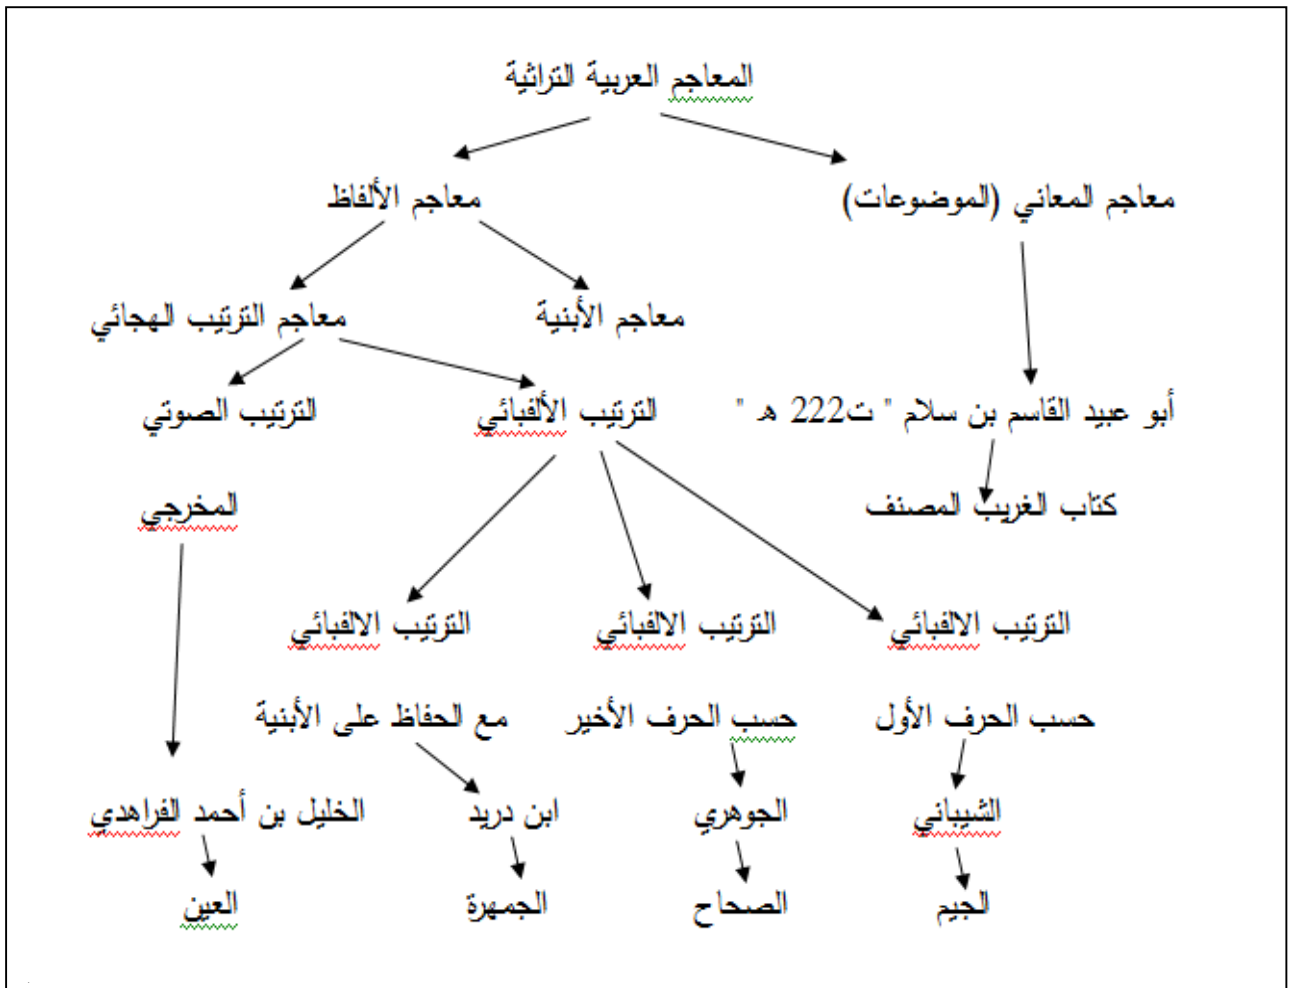 المعاجم العربية التراثية
معاجم المعاني (الموضوعات)
معاجم الألفاظ
معاجم الأبنية
معاجم الترتيب الهجائي
أبو عبيد القاسم بن سلام " ت222 ه "
الترتيب الألفبائي
الترتيب الصوتي
كتاب الغريب المصنف
المخرجي
الترتيب الالفبائي
الترتيب الالفبائي
الترتيب الالفبائي
حسب الحرف الأول
حسب الحرف الأخير
مع الحفاظ على الأبنية
الشيباني
الجوهري
ابن دريد
الخليل بن أحمد الفراهدي
الجيم
الصحاح
الجمهرة
العين